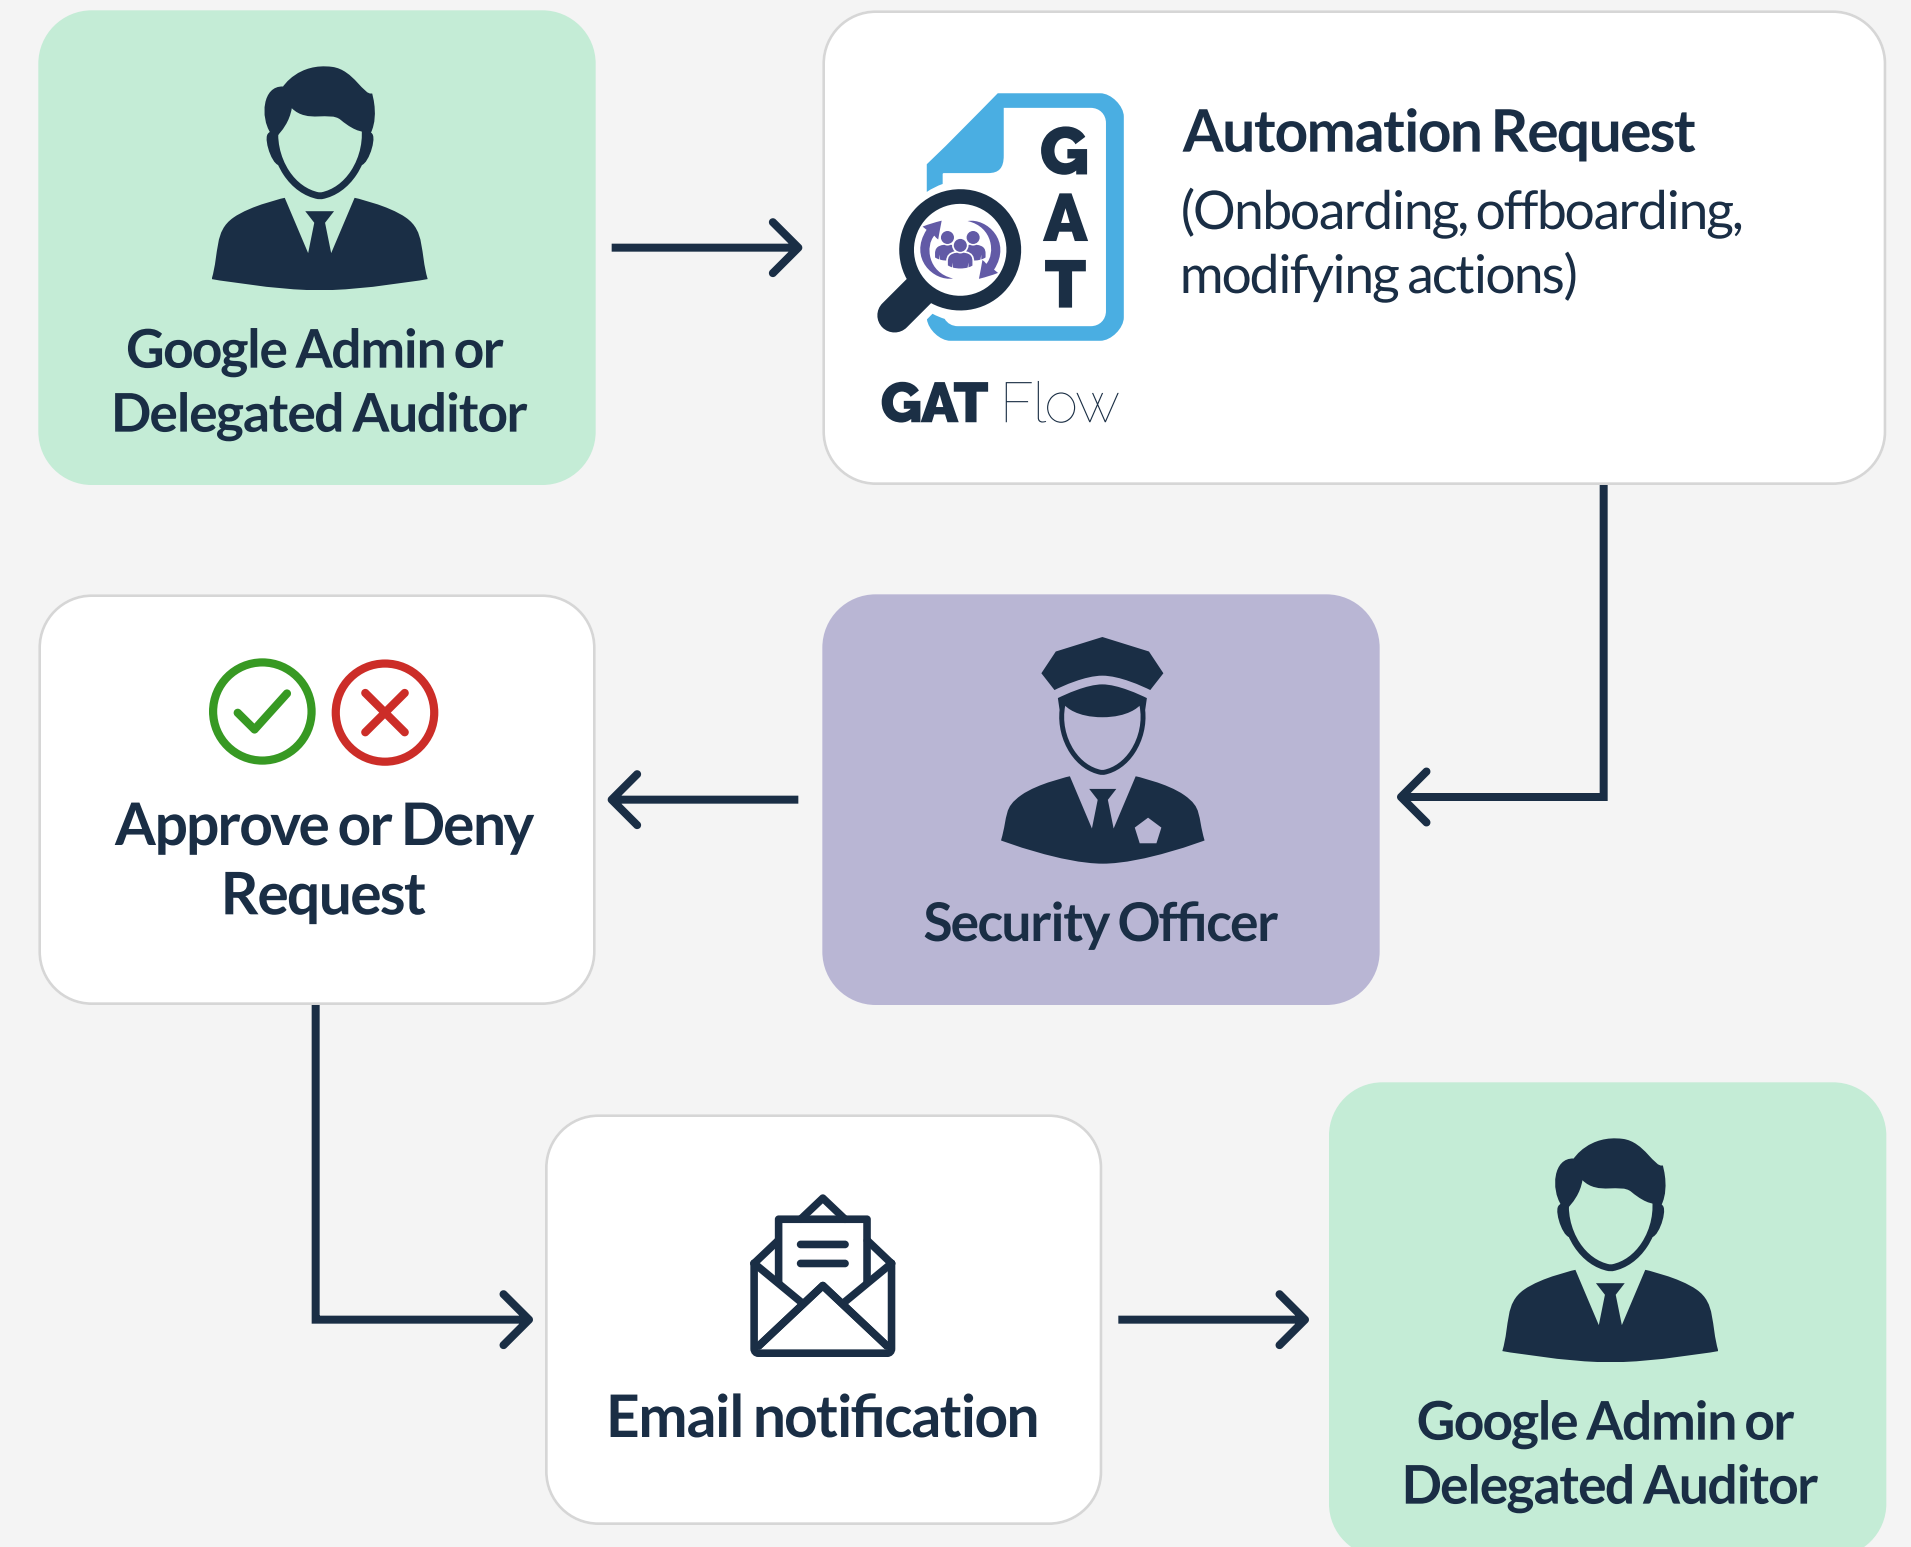 Google Admin or
Delegated Auditor
G
A
T
GAT Flow
Automation Request
(Onboarding, offboarding,
modifying actions)
Approve or Deny
Request
Security Officer
Email notification
Google Admin or
Delegated Auditor